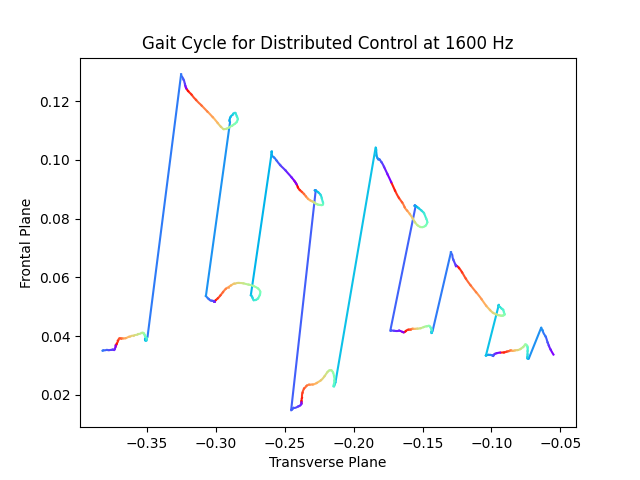 Gait Cycle for Distributed Control at 1600 Hz
0.12
0.10
0.08
0.06
0.04
0.02
Frontal Plane
−0.35 −0.30 −0.25 −0.20 −0.15 −0.10 −0.05
Transverse Plane